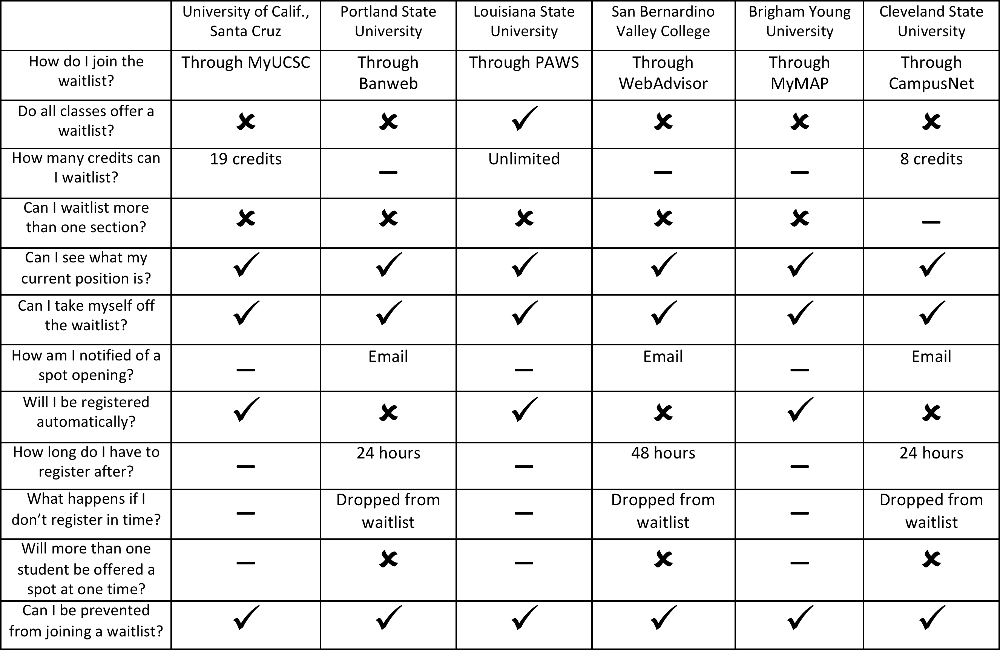 University of Calif.,
Santa Cruz
Portland State
University
Louisiana State
University
San Bernardino
Valley College
Brigham Young
University
Cleveland State
University
How do I join the
waitlist?
Through MyUCSC
Through
Banweb
Through PAWS
Through
WebAdvisor
Through
MyMAP
Through
CampusNet
Do all classes offer a
waitlist?
✘
✘
✓
✘
✘
✘
How many credits can
I waitlist?
19 credits
—
Unlimited
—
—
8 credits
Can I waitlist more
than one section?
✘
✘
✘
✘
✘
—
Can I see what my
current position is?
✓
✓
✓
✓
✓
✓
Can I take myself off
the waitlist?
✓
✓
✓
✓
✓
✓
How am I notified of a
spot opening?
—
Email
—
Email
—
Email
Will I be registered
automatically?
✓
✘
✓
✘
✓
✘
How long do I have to
register after?
—
24 hours
—
48 hours
—
24 hours
What happens if I
don’t register in time?
—
Dropped from
waitlist
—
Dropped from
waitlist
—
Dropped from
waitlist
Will more than one
student be offered a
spot at one time?
—
✘
—
✘
—
✘
Can I be prevented
from joining a waitlist?
✓
✓
✓
✓
✓
✓